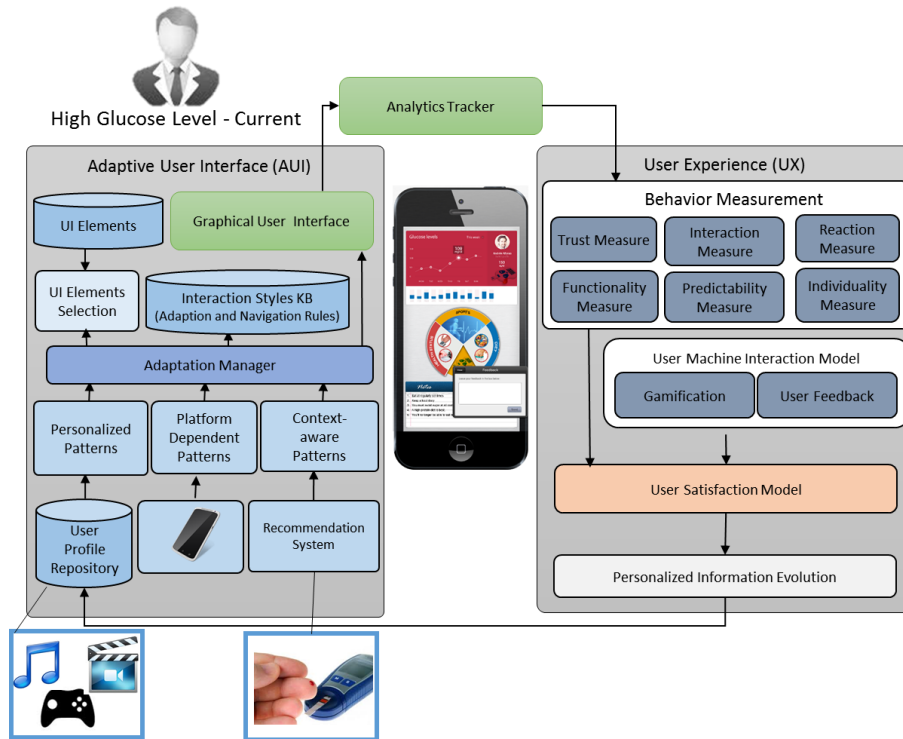 High Glucose Level - Current
Analytics Tracker
Adaptive User Interface (AUI)
UI Elements
Graphical User Interface
UI Elements
Selection
Interaction Styles KB
(Adaption and Navigation Rules)
Adaptation Manager
Personalized
Patterns
Platform
Dependent
Patterns
Context-
aware
Patterns
User
Profile
Repository
Recommendation
System
Glucose levels
User Experience (UX)
Behavior Measurement
Trust Measure
Interaction
Measure
Reaction
Measure
Functionality
Measure
Predictability
Measure
Individuality
Measure
User Machine Interaction Model
Gamification
User Feedback
User Satisfaction Model
Personalized Information Evolution